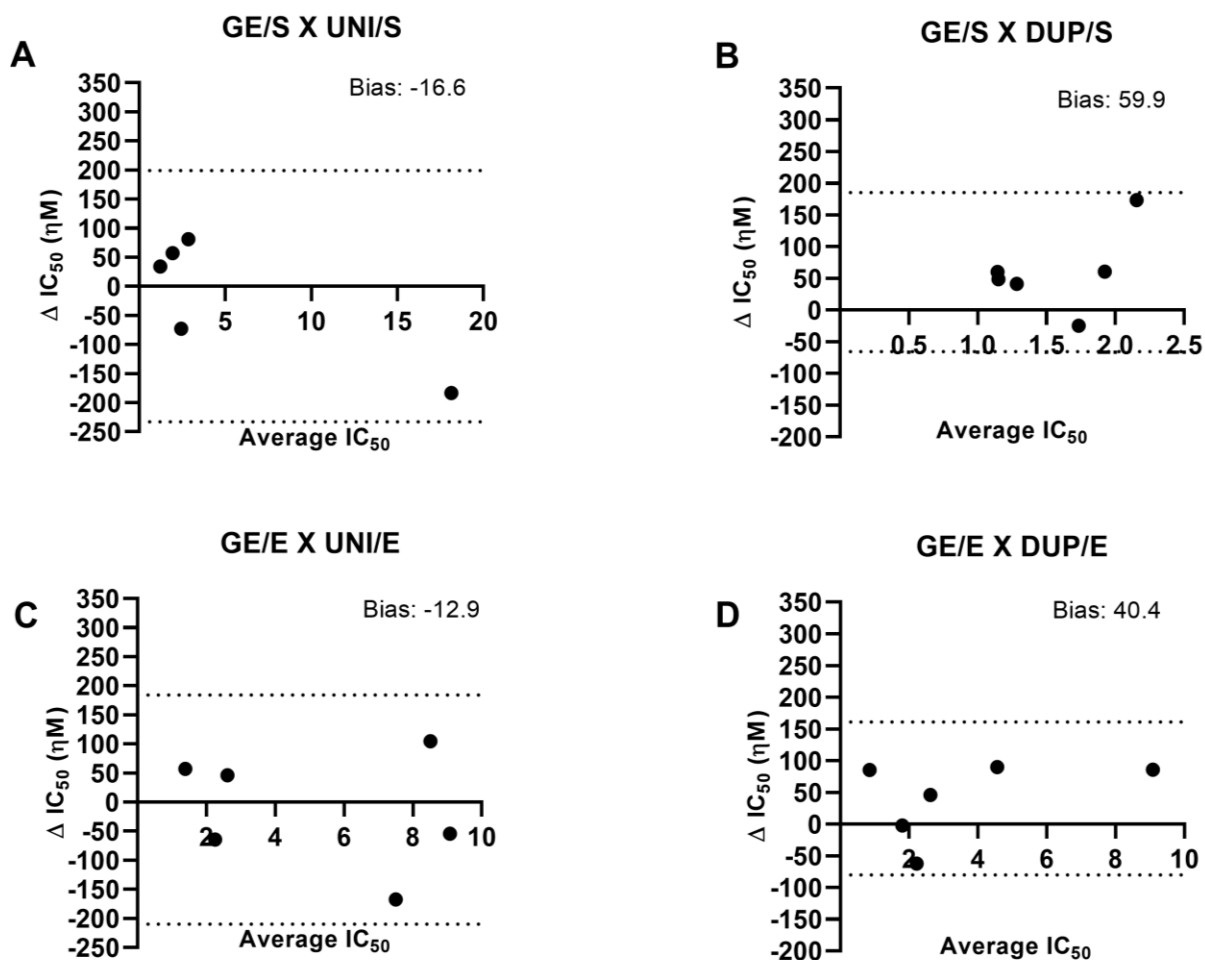 A
GE/S X UNI/S
Bias: -16.6
350
300
250
200
150
100
50
0
-50
-100
-150
-200
-250
Δ IC₅₀ (ηM)
5 10 15 20
Average IC₅₀
B
GE/S X DUP/S
Bias: 59.9
350
300
250
200
150
100
50
0
-50
-100
-150
-200
Δ IC₅₀ (ηM)
0.5 1.0 1.5 2.0 2.5
Average IC₅₀
C
GE/E X UNI/E
Bias: -12.9
350
300
250
200
150
100
50
0
-50
-100
-150
-200
-250
Δ IC₅₀ (ηM)
2 4 6 8 10
Average IC₅₀
D
GE/E X DUP/E
Bias: 40.4
350
300
250
200
150
100
50
0
-50
-100
-150
-200
Δ IC₅₀ (ηM)
2 4 6 8 10
Average IC₅₀